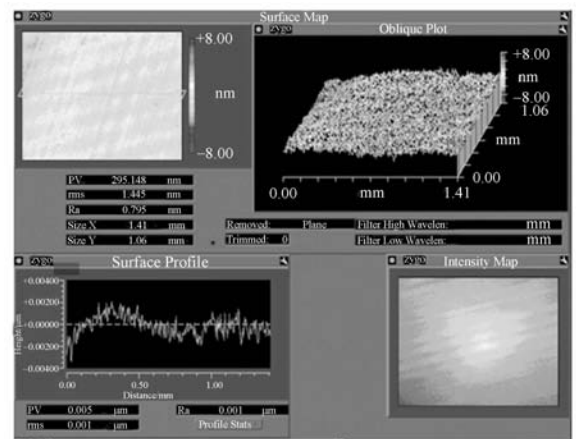 Surface Map
zygo
+8.00
nm
−8.00
zygo
Oblique Plot
+8.00
nm
−8.00
1.06
mm
0.00
0.00
mm
1.41
PV 295.148 nm
rms 1.445 nm
Ra 0.795 nm
Size X 1.41 mm
Size Y 1.06 mm
Removed: Plane
Trimmed: 0
Filter High Wavelen: mm
Filter Low Wavelen: mm
zygo
Surface Profile
+0.00400
+0.00200
+0.00000
−0.00200
−0.00400
Height/μm
0.00
0.50
1.00
Distance/mm
PV 0.005 μm
rms 0.001 μm
Ra 0.001 μm
Profile Stats
zygo
Intensity Map